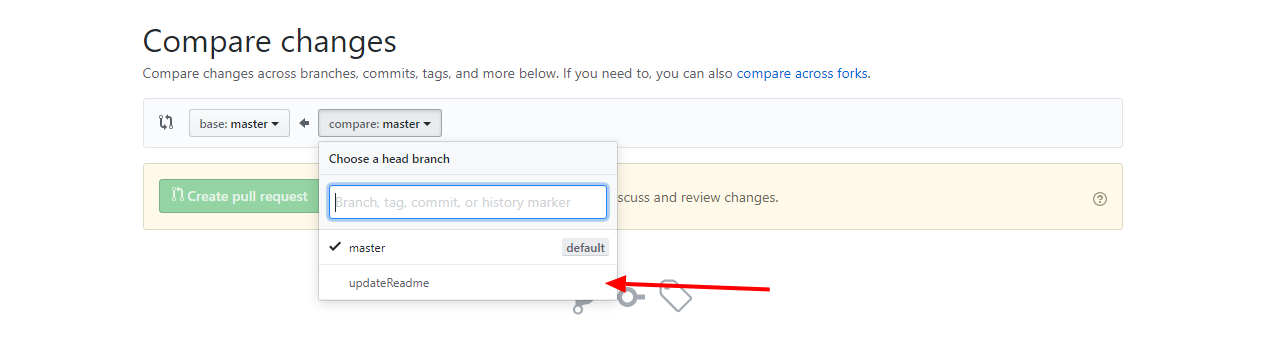 Compare changes
Compare changes across branches, commits, tags, and more below. If you need to, you can also compare across forks.
base: master compare: master
Choose a head branch
Create pull request scuss and review changes.
Branch, tag, commit, or history marker
master default
updateReadme